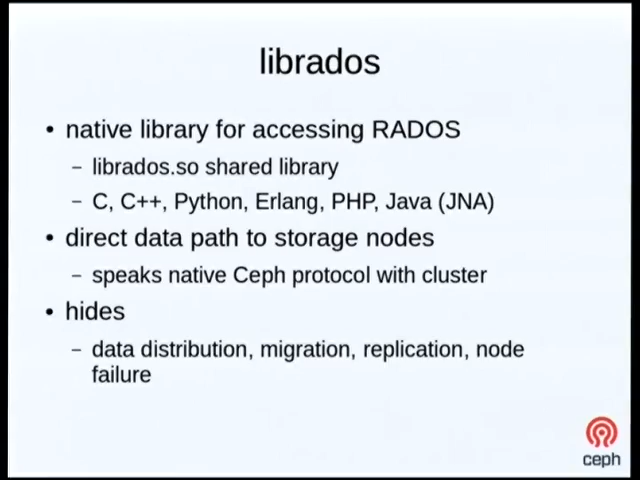 librados
• native library for accessing RADOS
– librados.so shared library
– C, C++, Python, Erlang, PHP, Java (JNA)
• direct data path to storage nodes
– speaks native Ceph protocol with cluster
• hides
– data distribution, migration, replication, node
failure
ceph